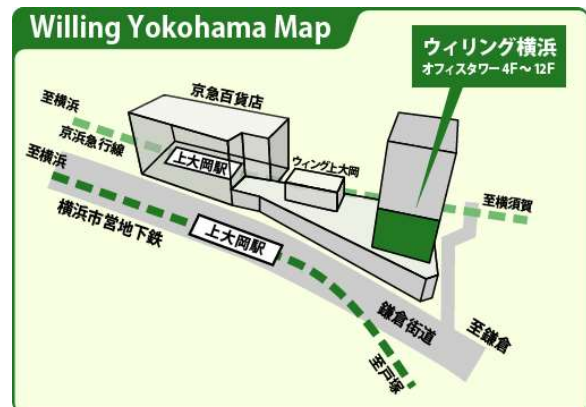 Willing Yokohama Map
ウィリング横浜
オフィスタワー 4F～12F
京急百貨店
至横浜
京浜急行線
上大岡駅
ウィング上大岡
至横浜
至横須賀
横浜市営地下鉄
上大岡駅
鎌倉街道
至鎌倉
至戸塚